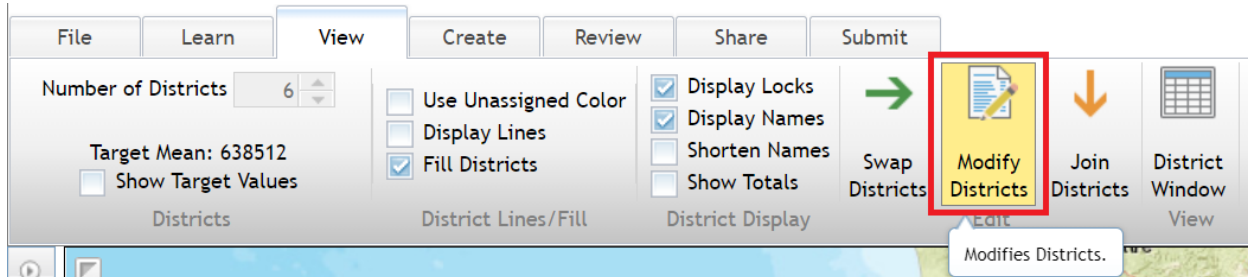 File Learn View Create Review Share Submit
Number of Districts 6
Target Mean: 638512
Show Target Values
Districts
Use Unassigned Color
Display Lines
Fill Districts
District Lines/Fill
Display Locks
Display Names
Shorten Names
Show Totals
District Display
Swap
Districts
Modify
Districts
Join
Districts
Edit
District
Window
View
Modifies Districts.